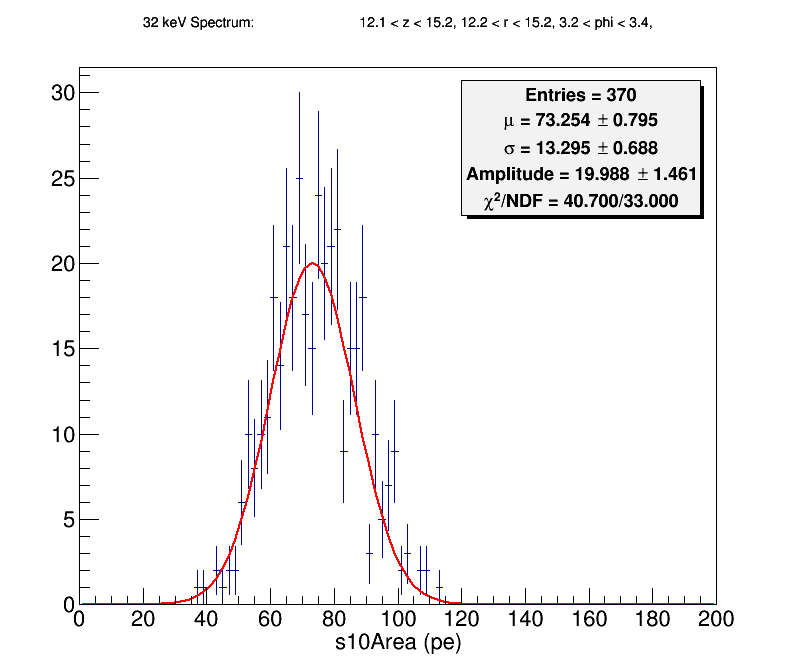 32 keV Spectrum: 12.1 < z < 15.2, 12.2 < r < 15.2, 3.2 < phi < 3.4,
Entries = 370
μ = 73.254 ± 0.795
σ = 13.295 ± 0.688
Amplitude = 19.988 ± 1.461
χ²/NDF = 40.700/33.000
30
25
20
15
10
5
0
0 20 40 60 80 100 120 140 160 180 200
s10Area (pe)